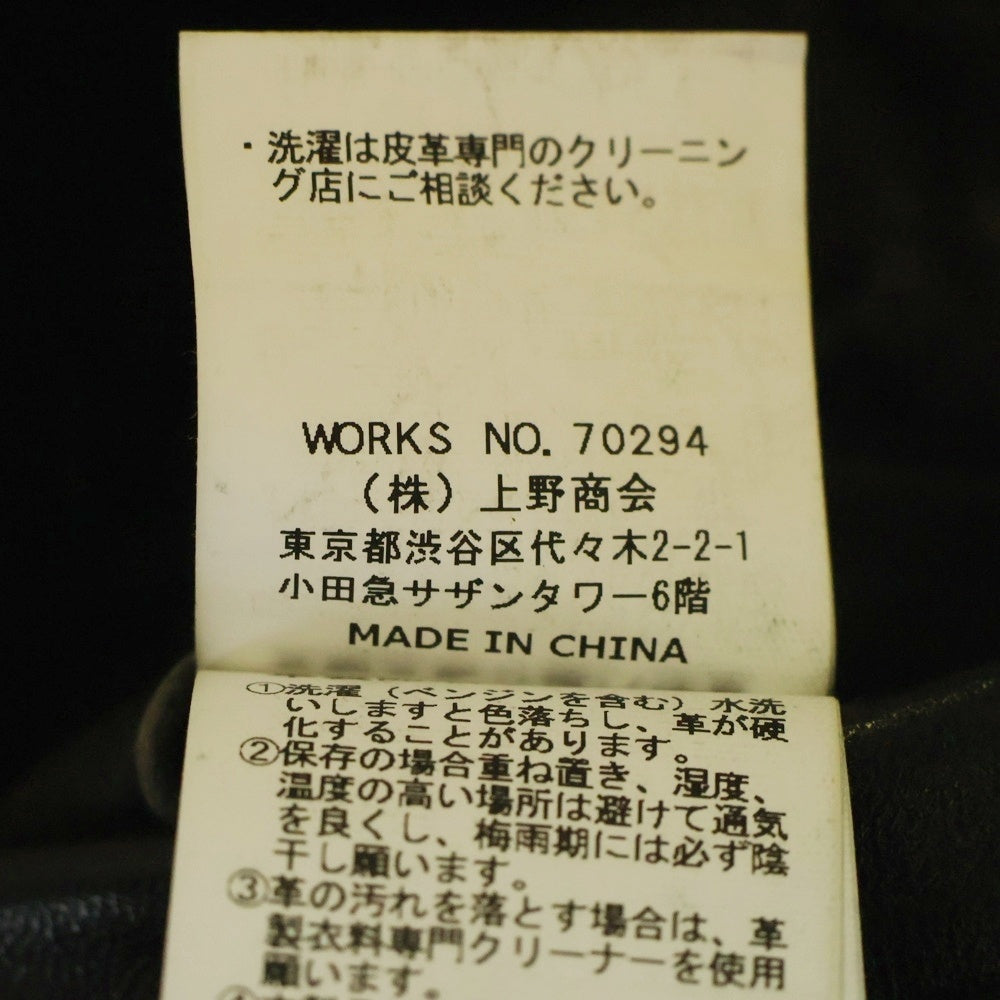 ・洗濯は皮革専門のクリーニン
グ店にご相談ください。
WORKS NO. 70294
（株）上野商会
東京都渋谷区代々木2-2-1
小田急サザンタワー6階
MADE IN CHINA
①洗濯（ベンジンを含む）水洗
いしますと色落ちし、革が硬
化することがあります。
②保存の場合重ね置き、湿度、
温度の高い場所は避けて通気
を良くし、梅雨期には必ず陰
干し願います。
③革の汚れを落とす場合は、革
製衣料専門クリーナーを使用
願います。